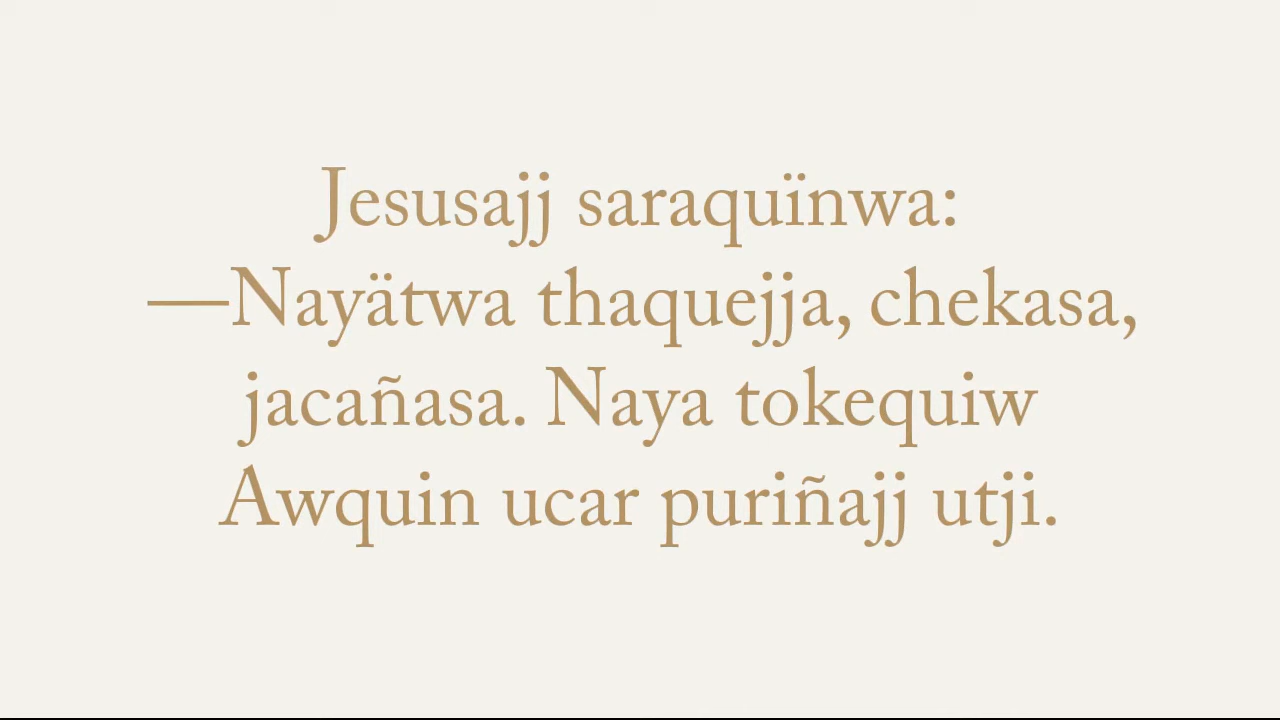 Jesusajj saraquïnwa:
—Nayätwa thaquejja, chekasa,
jacañasa. Naya tokequiw
Awquin ucar puriñajj utji.